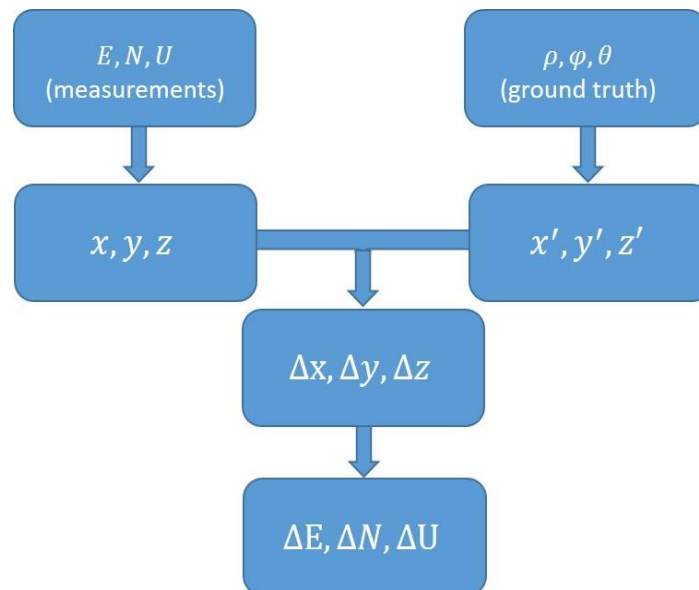 E, N, U
(measurements)
ρ, φ, θ
(ground truth)
x, y, z
x′, y′, z′
Δx, Δy, Δz
ΔE, ΔN, ΔU